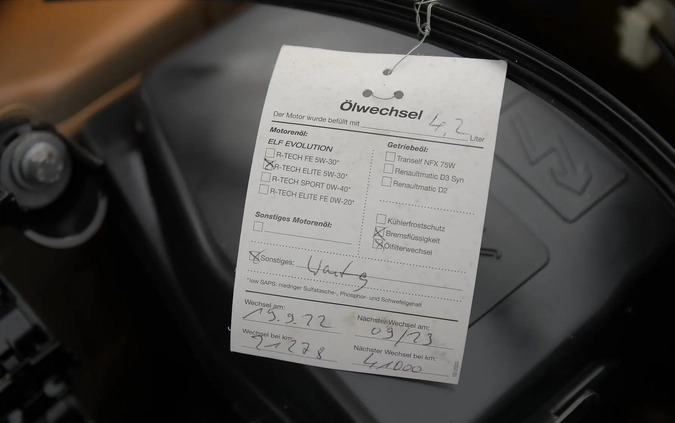 Ölwechsel
Der Motor wurde befüllt mit 4,2 Liter
Motorenöl:
ELF EVOLUTION
R-TECH FE 5W-30*
R-TECH ELITE 5W-30*
R-TECH SPORT 0W-40*
R-TECH ELITE FE 0W-20*
Sonstiges Motorenöl:
Getriebeöl:
Tranself NFX 75W
Renaultmatic D3 Syn
Renaultmatic D2
Kühlerfrostschutz
Bremsflüssigkeit
Ölfilterwechsel
Sonstiges:
*low SAPS: niedriger Sulfatasche-, Phosphor- und Schwefelgehalt
Wechsel am: 19.9.22
Nächster Wechsel am: 09/23
Wechsel bei km: 21278
Nächster Wechsel bei km: 41000